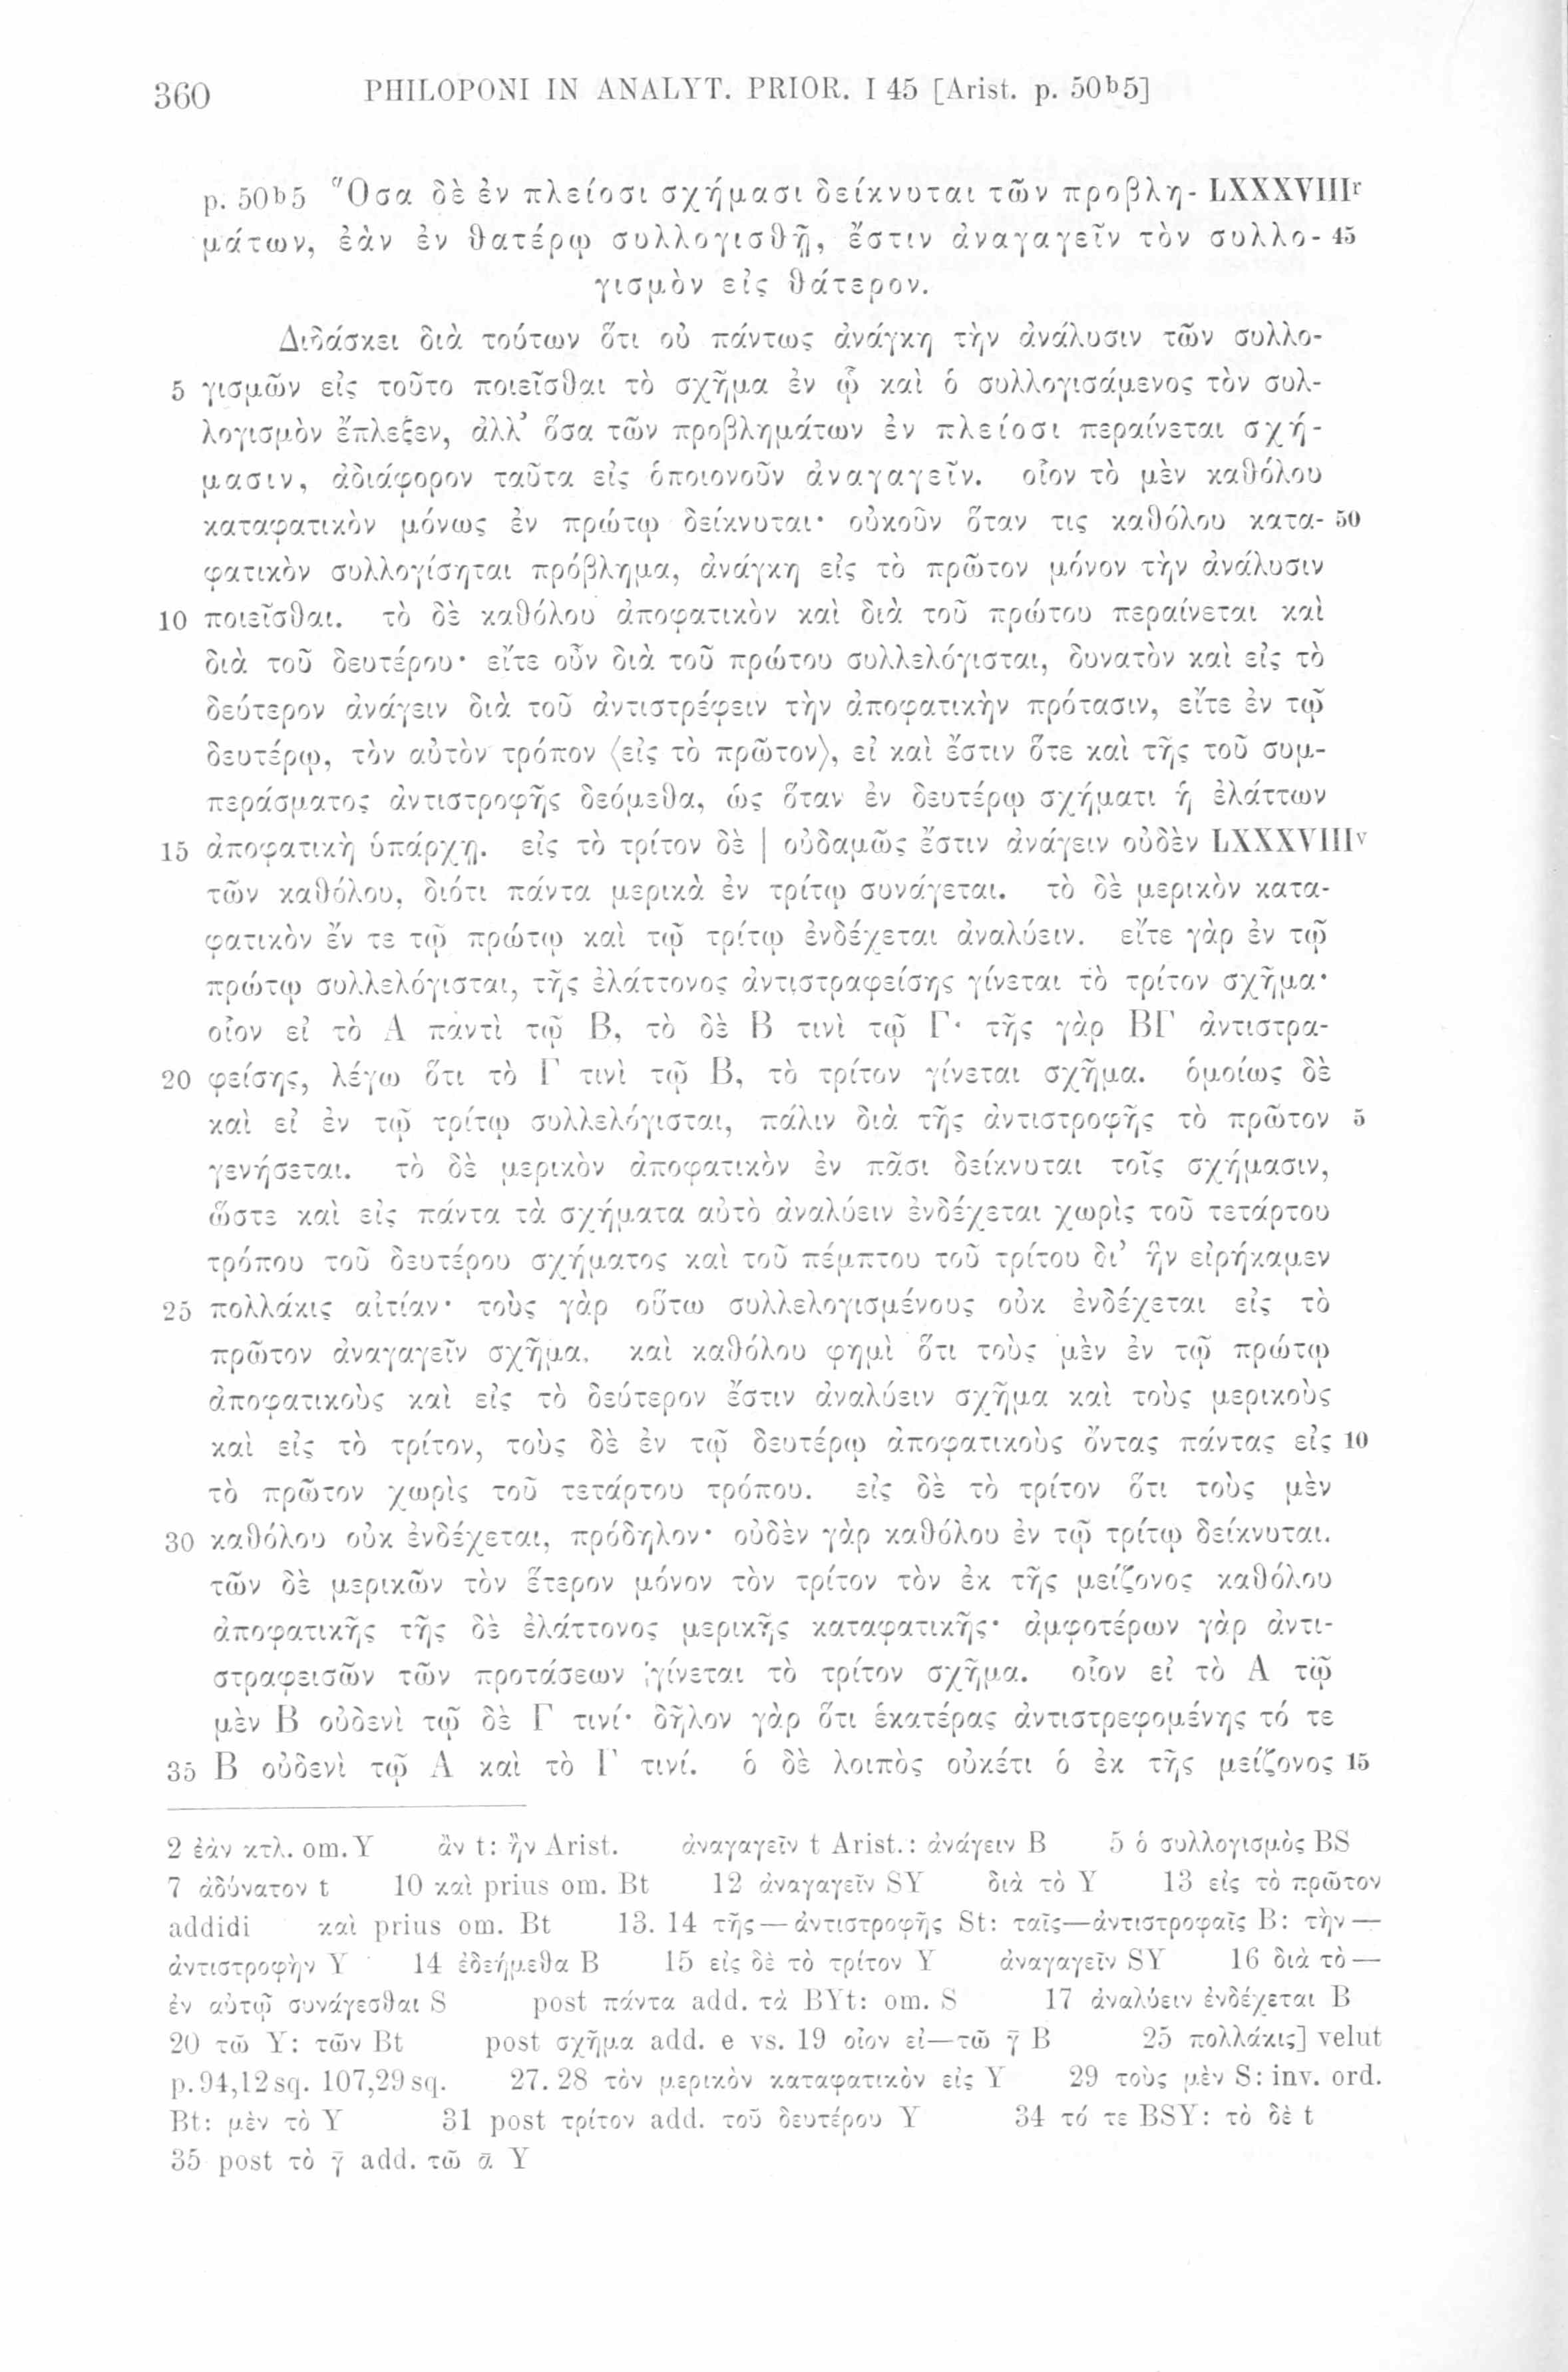 360 PHILOPONI IN ANALYT. PRIOR. I 45 [Arist. p. 50ᵇ5]
p. 50ᵇ5 Ὅσα δὲ ἐν πλείοσι σχήμασι δείκνυται τῶν προβλη- LXXXVIIIʳ
μάτων, ἐὰν ἐν θατέρῳ συλλογισθῇ, ἔστιν ἀναγαγεῖν τὸν συλλο- 45
γισμὸν εἰς θάτερον.
Διδάσκει διὰ τούτων ὅτι οὐ πάντως ἀνάγκη τὴν ἀνάλυσιν τῶν συλλο-
5 γισμῶν εἰς τοῦτο ποιεῖσθαι τὸ σχῆμα ἐν ᾧ καὶ ὁ συλλογισάμενος τὸν συλ-
λογισμὸν ἔπλεξεν, ἀλλ’ ὅσα τῶν προβλημάτων ἐν πλείοσι περαίνεται σχή-
μασιν, ἀδιάφορον ταῦτα εἰς ὁποιονοῦν ἀναγαγεῖν. οἷον τὸ μὲν καθόλου
καταφατικὸν μόνως ἐν πρώτῳ δείκνυται· οὐκοῦν ὅταν τις καθόλου κατα- 50
φατικὸν συλλογίσηται πρόβλημα, ἀνάγκη εἰς τὸ πρῶτον μόνον τὴν ἀνάλυσιν
10 ποιεῖσθαι. τὸ δὲ καθόλου ἀποφατικὸν καὶ διὰ τοῦ πρώτου περαίνεται καὶ
διὰ τοῦ δευτέρου· εἴτε οὖν διὰ τοῦ πρώτου συλλελόγισται, δυνατὸν καὶ εἰς τὸ
δεύτερον ἀνάγειν διὰ τοῦ ἀντιστρέφειν τὴν ἀποφατικὴν πρότασιν, εἴτε ἐν τῷ
δευτέρῳ, τὸν αὐτὸν τρόπον ⟨εἰς τὸ πρῶτον⟩, εἰ καὶ ἔστιν ὅτε καὶ τῆς τοῦ συμ-
περάσματος ἀντιστροφῆς δεόμεθα, ὡς ὅταν ἐν δευτέρῳ σχήματι ἡ ἐλάττων
15 ἀποφατικὴ ὑπάρχῃ. εἰς τὸ τρίτον δὲ | οὐδαμῶς ἔστιν ἀνάγειν οὐδὲν LXXXVIIIᵛ
τῶν καθόλου, διότι πάντα μερικὰ ἐν τρίτῳ συνάγεται. τὸ δὲ μερικὸν κατα-
φατικὸν ἔν τε τῷ πρώτῳ καὶ τῷ τρίτῳ ἐνδέχεται ἀναλύειν. εἴτε γὰρ ἐν τῷ
πρώτῳ συλλελόγισται, τῆς ἐλάττονος ἀντιστραφείσης γίνεται τὸ τρίτον σχῆμα·
οἷον εἰ τὸ Α παντὶ τῷ Β, τὸ δὲ Β τινὶ τῷ Γ· τῆς γὰρ ΒΓ ἀντιστρα-
20 φείσης, λέγω ὅτι τὸ Γ τινὶ τῷ Β, τὸ τρίτον γίνεται σχῆμα. ὁμοίως δὲ
καὶ εἰ ἐν τῷ τρίτῳ συλλελόγισται, πάλιν διὰ τῆς ἀντιστροφῆς τὸ πρῶτον 5
γενήσεται. τὸ δὲ μερικὸν ἀποφατικὸν ἐν πᾶσι δείκνυται τοῖς σχήμασιν,
ὥστε καὶ εἰς πάντα τὰ σχήματα αὐτὸ ἀναλύειν ἐνδέχεται χωρὶς τοῦ τετάρτου
τρόπου τοῦ δευτέρου σχήματος καὶ τοῦ πέμπτου τοῦ τρίτου δι’ ἣν εἰρήκαμεν
25 πολλάκις αἰτίαν· τοὺς γὰρ οὕτω συλλελογισμένους οὐκ ἐνδέχεται εἰς τὸ
πρῶτον ἀναγαγεῖν σχῆμα. καὶ καθόλου φημὶ ὅτι τοὺς μὲν ἐν τῷ πρώτῳ
ἀποφατικοὺς καὶ εἰς τὸ δεύτερον ἔστιν ἀναλύειν σχῆμα καὶ τοὺς μερικοὺς
καὶ εἰς τὸ τρίτον, τοὺς δὲ ἐν τῷ δευτέρῳ ἀποφατικοὺς ὄντας πάντας εἰς 10
τὸ πρῶτον χωρὶς τοῦ τετάρτου τρόπου. εἰς δὲ τὸ τρίτον ὅτι τοὺς μὲν
30 καθόλου οὐκ ἐνδέχεται, πρόδηλον· οὐδὲν γὰρ καθόλου ἐν τῷ τρίτῳ δείκνυται.
τῶν δὲ μερικῶν τὸν ἕτερον μόνον τὸν τρίτον τὸν ἐκ τῆς μείζονος καθόλου
ἀποφατικῆς τῆς δὲ ἐλάττονος μερικῆς καταφατικῆς· ἀμφοτέρων γὰρ ἀντι-
στραφεισῶν τῶν προτάσεων γίνεται τὸ τρίτον σχῆμα. οἷον εἰ τὸ Α τῷ
μὲν Β οὐδενὶ τῷ δὲ Γ τινί· δῆλον γὰρ ὅτι ἑκατέρας ἀντιστρεφομένης τό τε
35 Β οὐδενὶ τῷ Α καὶ τὸ Γ τινί. ὁ δὲ λοιπὸς οὐκέτι ὁ ἐκ τῆς μείζονος 15
2 ἐὰν κτλ. om. Y ἂν t: ἣν Arist. ἀναγαγεῖν t Arist.: ἀνάγειν B 5 ὁ συλλογισμὸς BS
7 ἀδύνατον t 10 καὶ prius om. Bt 12 ἀναγαγεῖν SY διὰ τὸ Y 13 εἰς τὸ πρῶτον
addidi καὶ prius om. Bt 13. 14 τῆς—ἀντιστροφῆς St: ταῖς—ἀντιστροφαῖς B: τὴν—
ἀντιστροφὴν Y 14 ἐδεήμεθα B 15 εἰς δὲ τὸ τρίτον Y ἀναγαγεῖν SY 16 διὰ τὸ—
ἐν αὐτῷ συνάγεσθαι S post πάντα add. τὰ BYt: om. S 17 ἀναλύειν ἐνδέχεται B
20 τῶ Y: τῶν Bt post σχῆμα add. e vs. 19 οἷον εἰ—τῶ γ̄ B 25 πολλάκις] velut
p. 94,12 sq. 107,29 sq. 27. 28 τὸν μερικὸν καταφατικὸν εἰς Y 29 τοὺς μὲν S: inv. ord.
Bt: μὲν τὸ Y 31 post τρίτον add. τοῦ δευτέρου Y 34 τό τε BSY: τὸ δὲ t
35 post τὸ γ̄ add. τῶ ᾱ Y